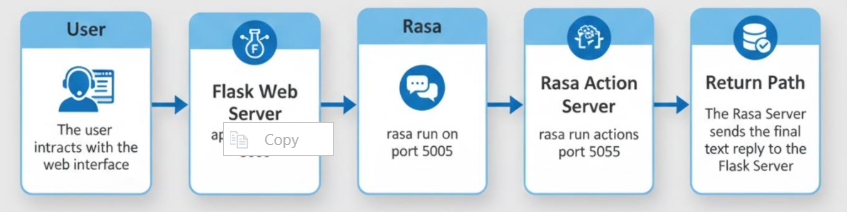 User
The user
intracts with the
web interface
Flask Web
Server
Copy
Rasa
rasa run on
port 5005
Rasa Action
Server
rasa run actions
port 5055
Return Path
The Rasa Server
sends the final
text reply to the
Flask Server